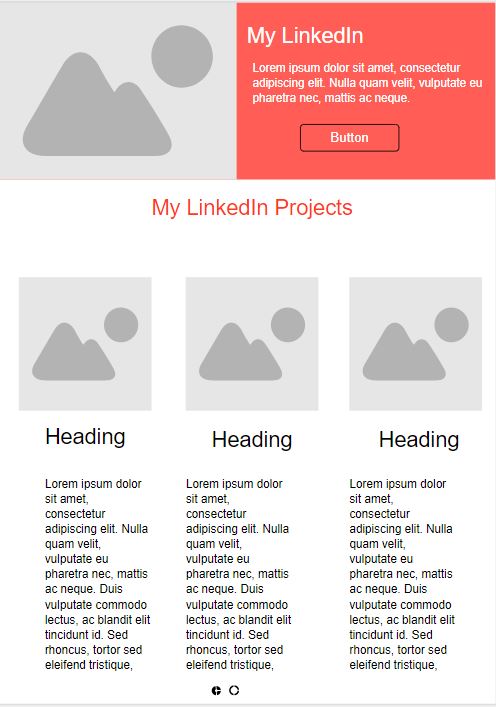 My LinkedIn
Lorem ipsum dolor sit amet, consectetur
adipiscing elit. Nulla quam velit, vulputate eu
pharetra nec, mattis ac neque.
Button
My LinkedIn Projects
Heading
Lorem ipsum dolor
sit amet,
consectetur
adipiscing elit. Nulla
quam velit,
vulputate eu
pharetra nec, mattis
ac neque. Duis
vulputate commodo
lectus, ac blandit elit
tincidunt id. Sed
rhoncus, tortor sed
eleifend tristique,
Heading
Lorem ipsum dolor
sit amet,
consectetur
adipiscing elit. Nulla
quam velit,
vulputate eu
pharetra nec, mattis
ac neque. Duis
vulputate commodo
lectus, ac blandit elit
tincidunt id. Sed
rhoncus, tortor sed
eleifend tristique,
Heading
Lorem ipsum dolor
sit amet,
consectetur
adipiscing elit. Nulla
quam velit,
vulputate eu
pharetra nec, mattis
ac neque. Duis
vulputate commodo
lectus, ac blandit elit
tincidunt id. Sed
rhoncus, tortor sed
eleifend tristique,